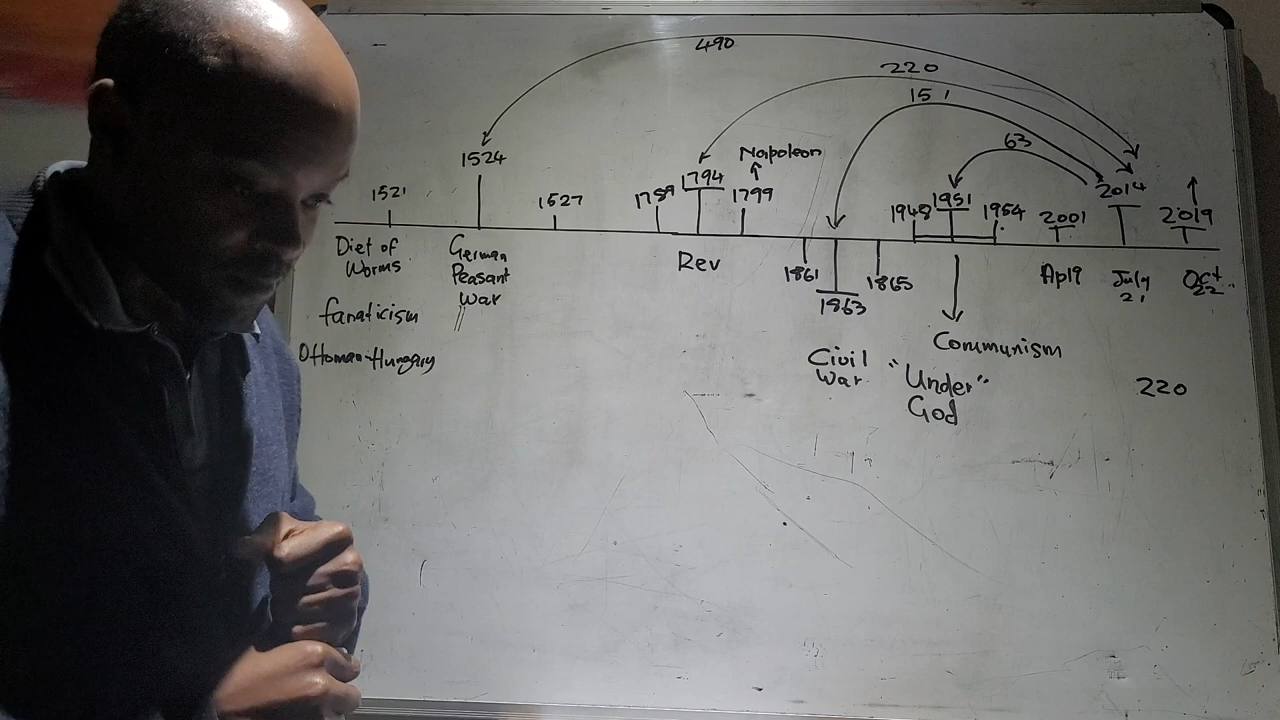 490
220
151
63
1524
1794
Napoleon
1521
1527
1789
1799
1948
1951
1954
2001
2014
2019
Diet of
Worms
German
Peasant
War
Rev
1861
1863
1865
Ap19
July
21
Oct
22
fanaticism
Ottoman-Hungary
Civil
War
Communism
"Under"
God
220